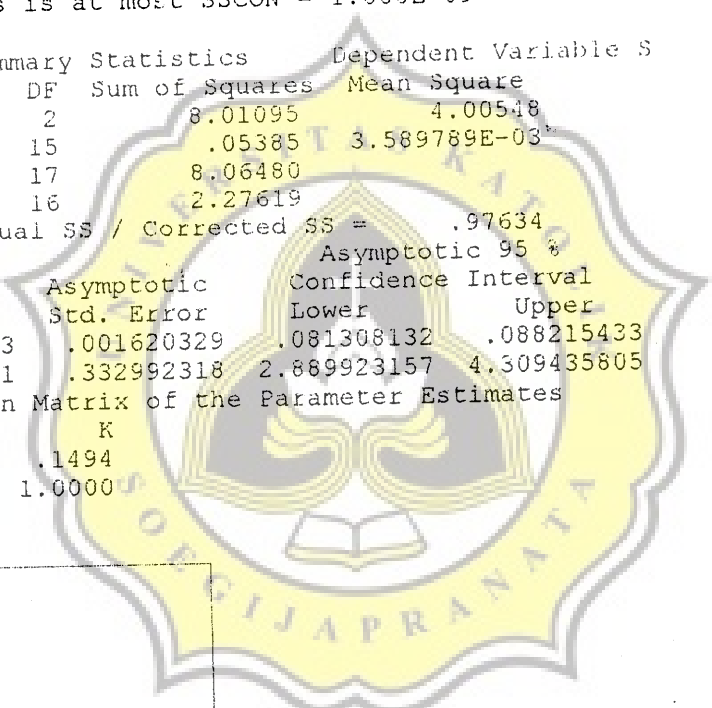 s is at most SSCON = 1.000E-09
mmary Statistics Dependent Variable S
DF Sum of Squares Mean Square
2 8.01095 4.00548
15 .05385 3.589789E-03
17 8.06480
16 2.27619
ual SS / Corrected SS = .97634
Asymptotic 95 %
Asymptotic Confidence Interval
Std. Error Lower Upper
3 .001620329 .081308132 .088215433
1 .332992318 2.889923157 4.309435805
n Matrix of the Parameter Estimates
K
.1494
1.0000
UNIVERSITAS KATOLIK
SOEGIJAPRANATA